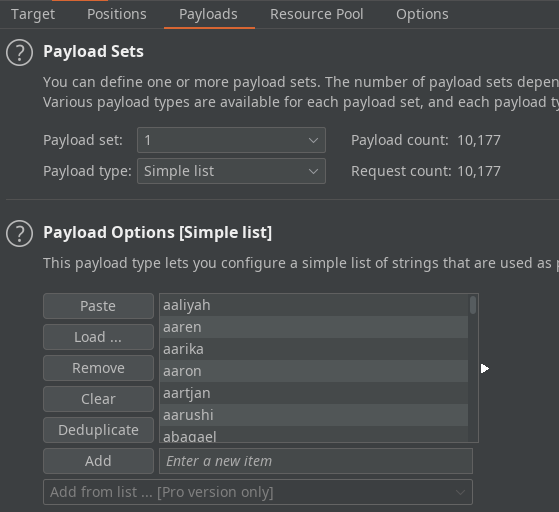 Target Positions Payloads Resource Pool Options
? Payload Sets
You can define one or more payload sets. The number of payload sets depen
Various payload types are available for each payload set, and each payload ty
Payload set: 1 Payload count: 10,177
Payload type: Simple list Request count: 10,177
? Payload Options [Simple list]
This payload type lets you configure a simple list of strings that are used as p
Paste
Load ...
Remove
Clear
Deduplicate
aaliyah
aaren
aarika
aaron
aartjan
aarushi
abagael
Add Enter a new item
Add from list ... [Pro version only]